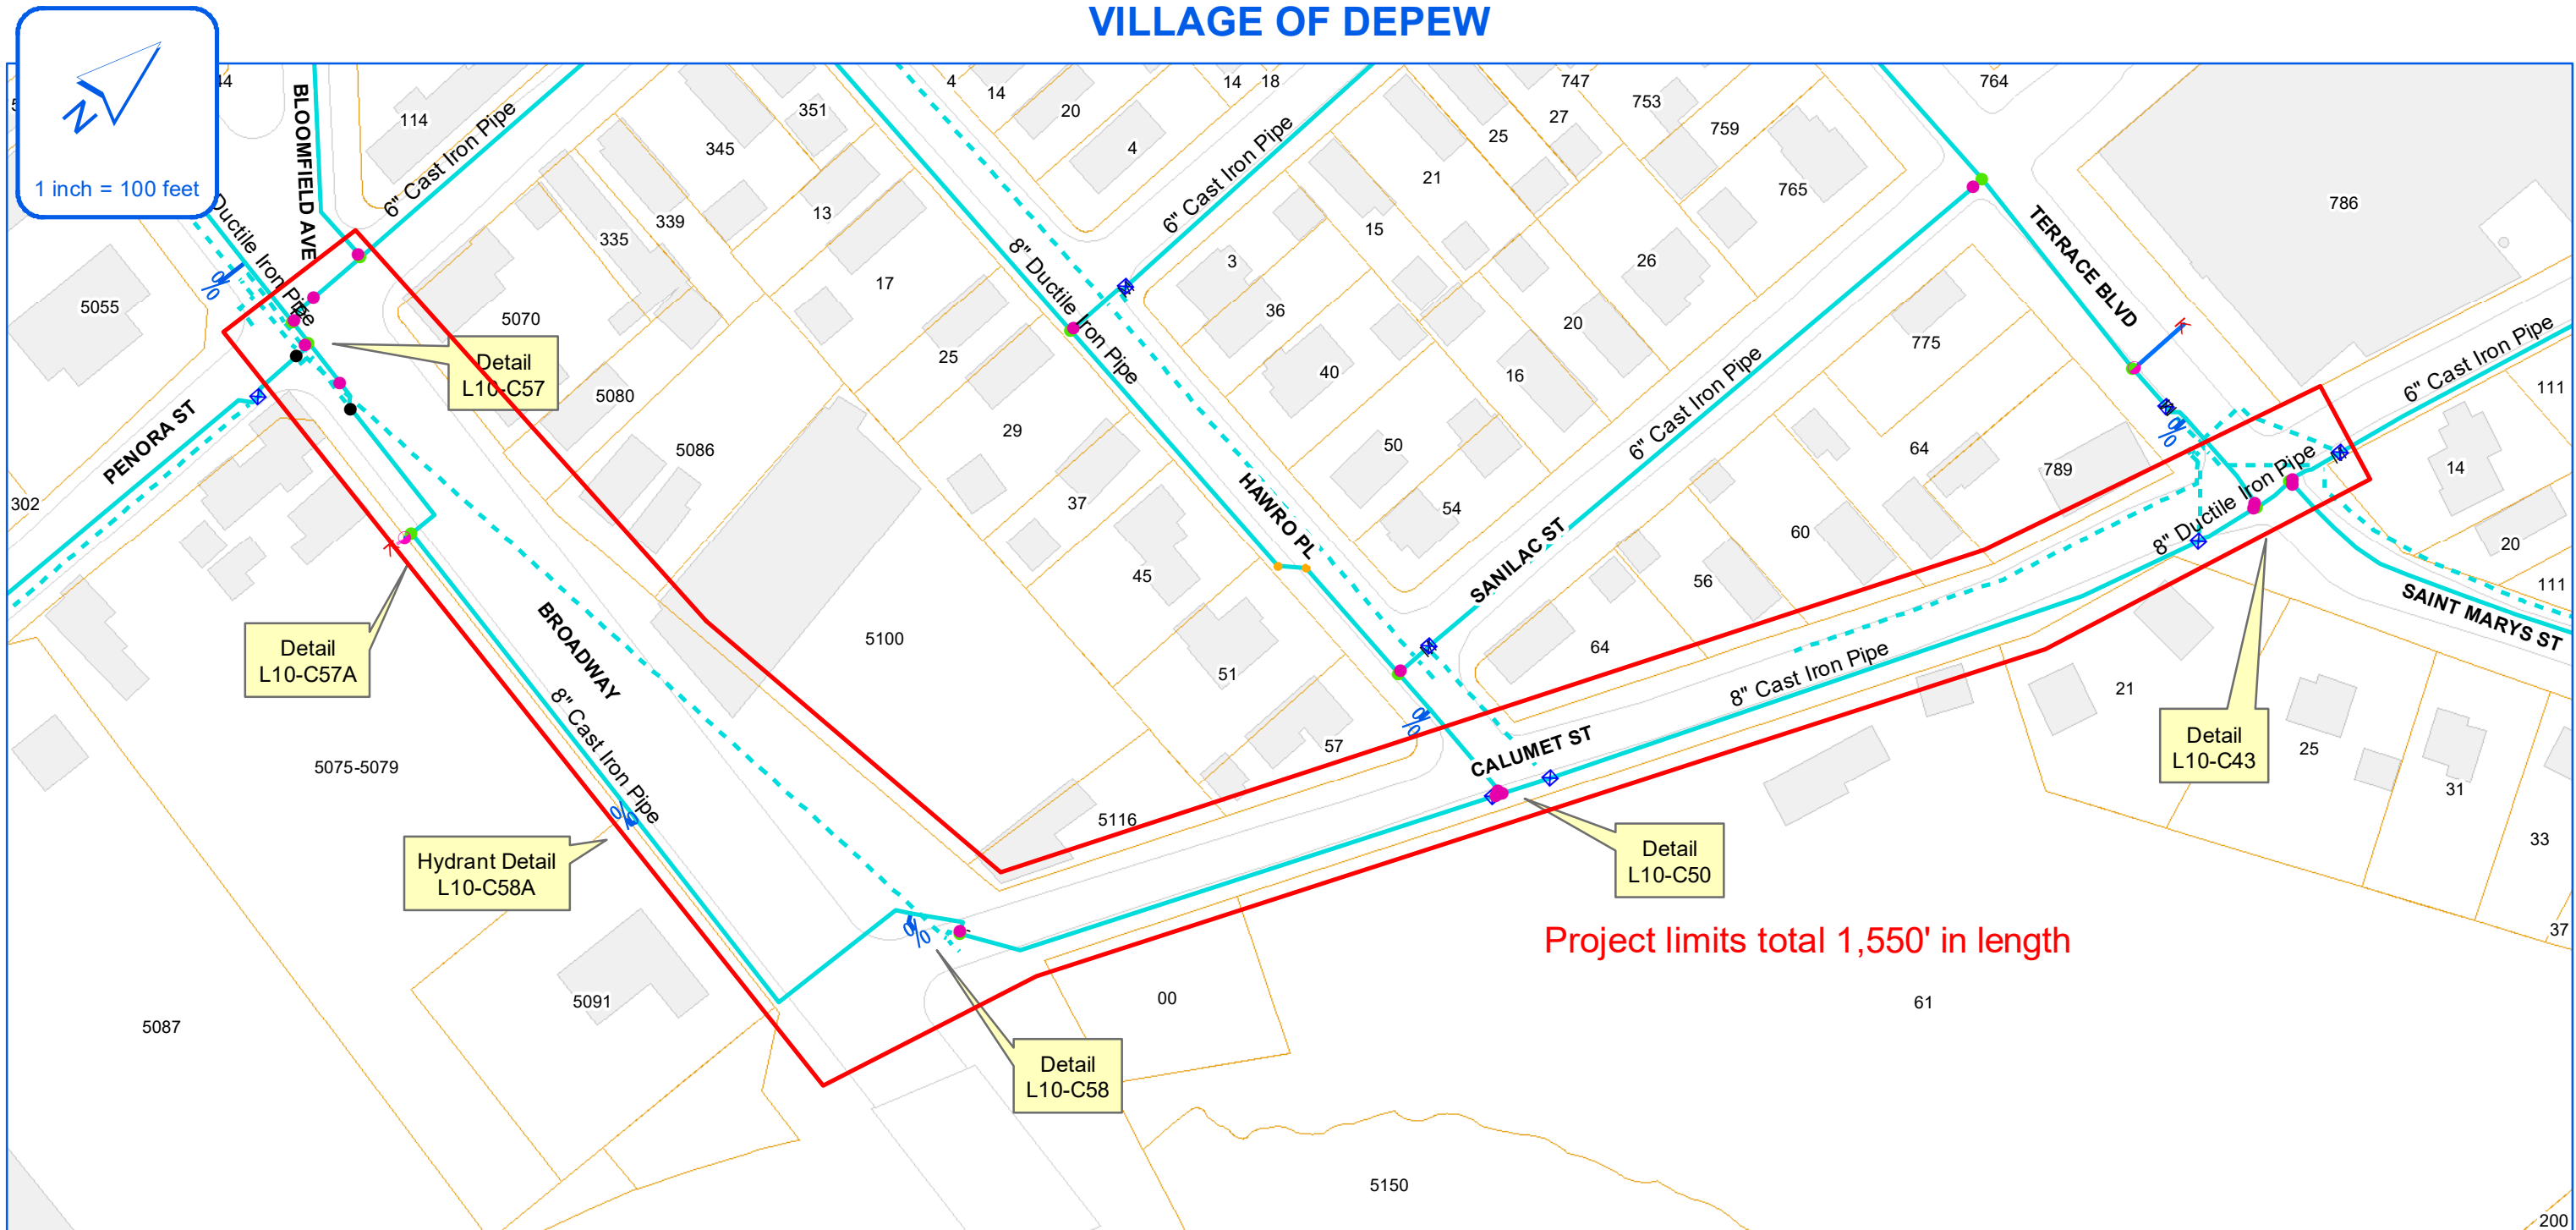 VILLAGE OF DEPEW
N
1 inch = 100 feet
44
BLOOMFIELD AVE
114
6" Cast Iron Pipe
351
345
4
14
20
4
14
18
6" Cast Iron Pipe
747
27
25
753
759
764
765
786
Ductile Iron Pipe
5055
339
335
13
17
21
15
3
36
26
TERRACE BLVD
5070
Detail
L10-C57
5080
25
8" Ductile Iron Pipe
40
16
20
775
6" Cast Iron Pipe
111
PENORA ST
302
5086
29
37
50
54
6" Cast Iron Pipe
64
789
14
20
111
HAWRO PL
SANILAC ST
60
56
8" Ductile Iron Pipe
SAINT MARYS ST
45
51
57
64
BROADWAY
5100
Detail
L10-C57A
8" Cast Iron Pipe
CALUMET ST
8" Cast Iron Pipe
21
25
31
33
37
Detail
L10-C43
5075-5079
5116
Hydrant Detail
L10-C58A
Detail
L10-C50
Project limits total 1,550' in length
5091
5087
00
61
Detail
L10-C58
5150
200